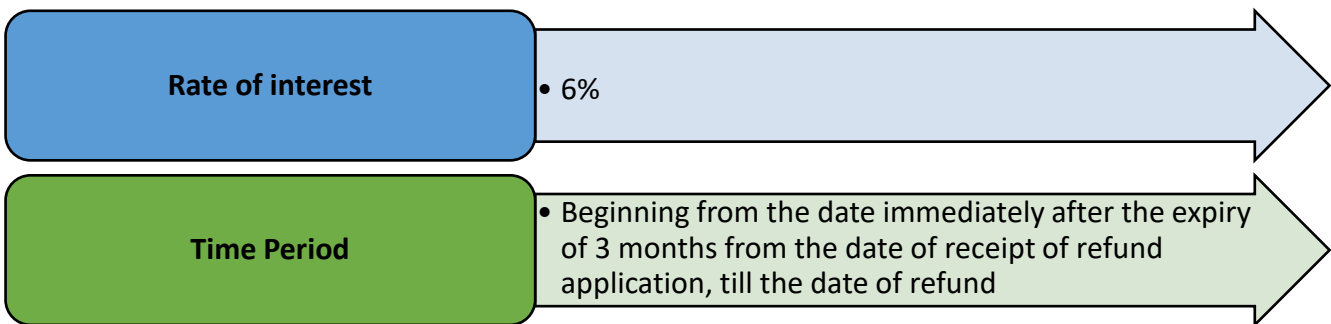 Rate of interest
• 6%
Time Period
• Beginning from the date immediately after the expiry
of 3 months from the date of receipt of refund
application, till the date of refund